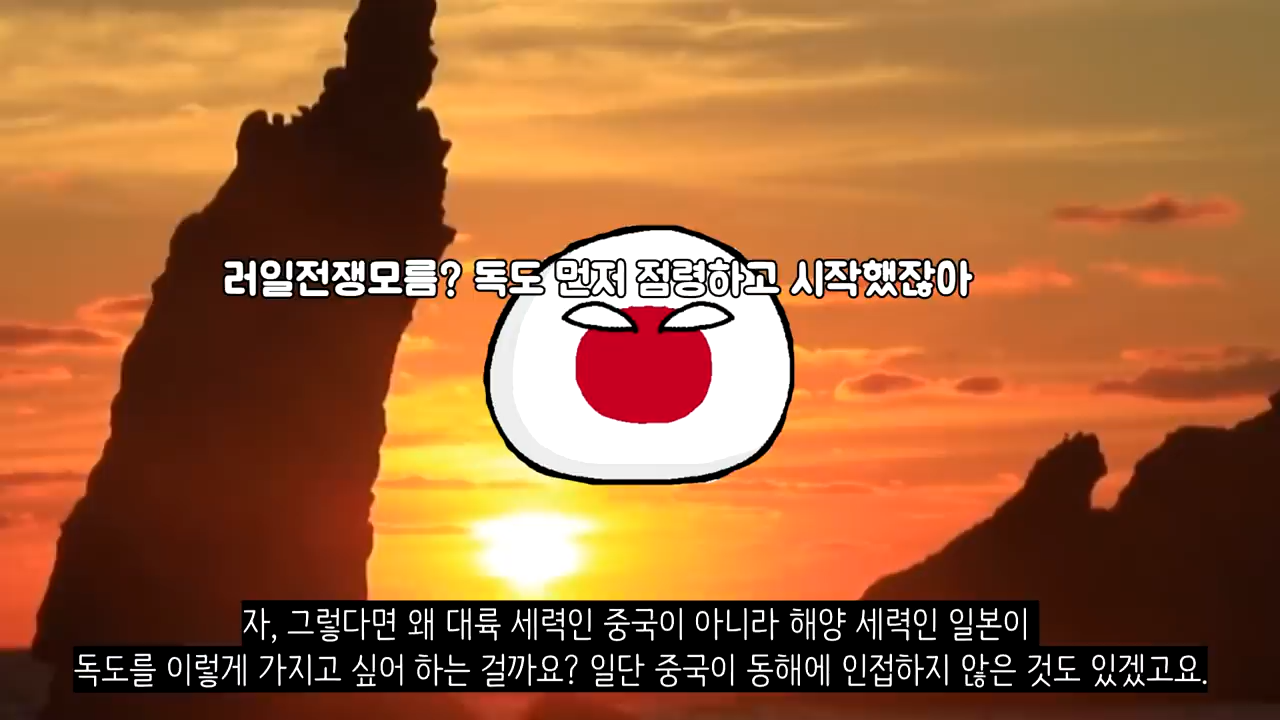 러일전쟁모름? 독도 먼저 점령하고 시작했잖아
자, 그렇다면 왜 대륙 세력인 중국이 아니라 해양 세력인 일본이
독도를 이렇게 가지고 싶어 하는 걸까요? 일단 중국이 동해에 인접하지 않은 것도 있겠고요.